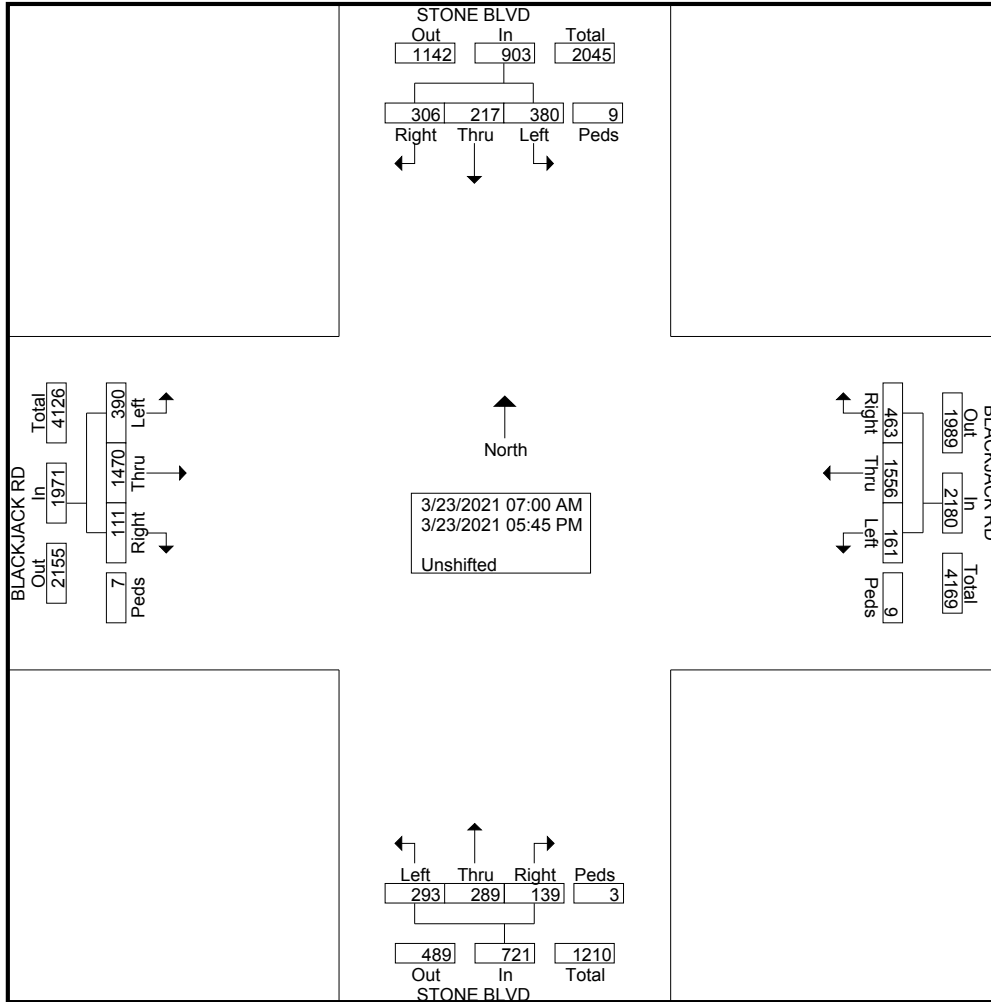 STONE BLVD
Out In Total
1142 903 2045
306 217 380 9
Right Thru Left Peds
BLACKJACK RD
Out In Total
2155 1971 4126
390 1470 111 7
Left Thru Right Peds
North
3/23/2021 07:00 AM
3/23/2021 05:45 PM
Unshifted
Right Thru Left Peds
463 1556 161 9
1989 2180 4169
Out In Total
BLACKJACK RD
Left Thru Right Peds
293 289 139 3
489 721 1210
Out In Total
STONE BLVD